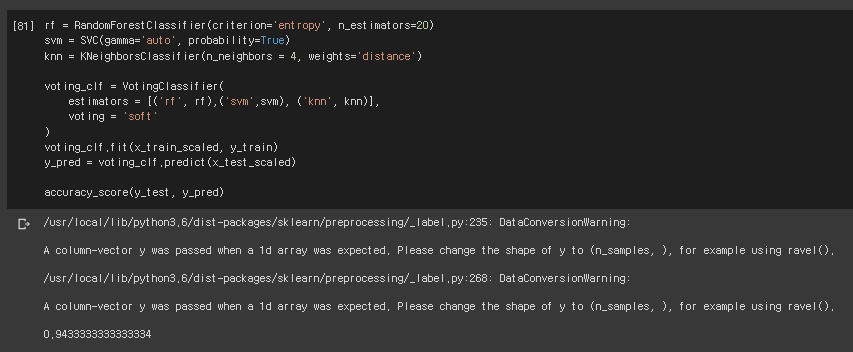 [81] rf = RandomForestClassifier(criterion='entropy', n_estimators=20)
svm = SVC(gamma='auto', probability=True)
knn = KNeighborsClassifier(n_neighbors = 4, weights='distance')
voting_clf = VotingClassifier(
estimators = [('rf', rf),('svm',svm), ('knn', knn)],
voting = 'soft'
)
voting_clf.fit(x_train_scaled, y_train)
y_pred = voting_clf.predict(x_test_scaled)
accuracy_score(y_test, y_pred)
/usr/local/lib/python3.6/dist-packages/sklearn/preprocessing/_label.py:235: DataConversionWarning:
A column-vector y was passed when a 1d array was expected. Please change the shape of y to (n_samples, ), for example using ravel().
/usr/local/lib/python3.6/dist-packages/sklearn/preprocessing/_label.py:268: DataConversionWarning:
A column-vector y was passed when a 1d array was expected. Please change the shape of y to (n_samples, ), for example using ravel().
0.9433333333333334